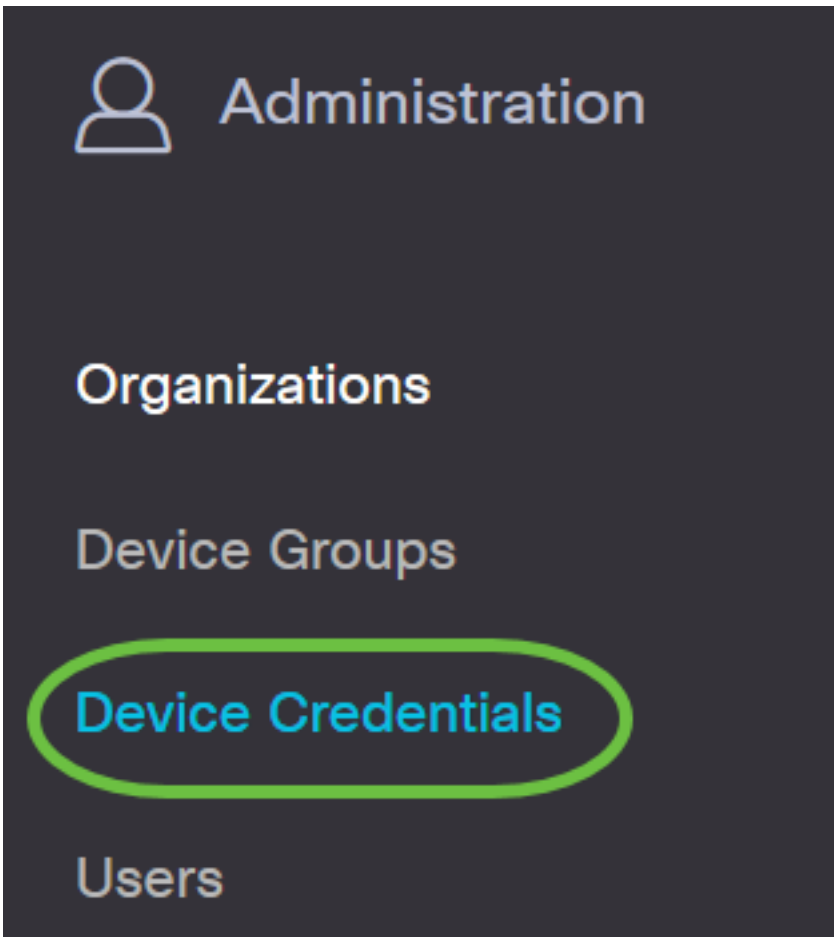 Administration
Organizations
Device Groups
Device Credentials
Users